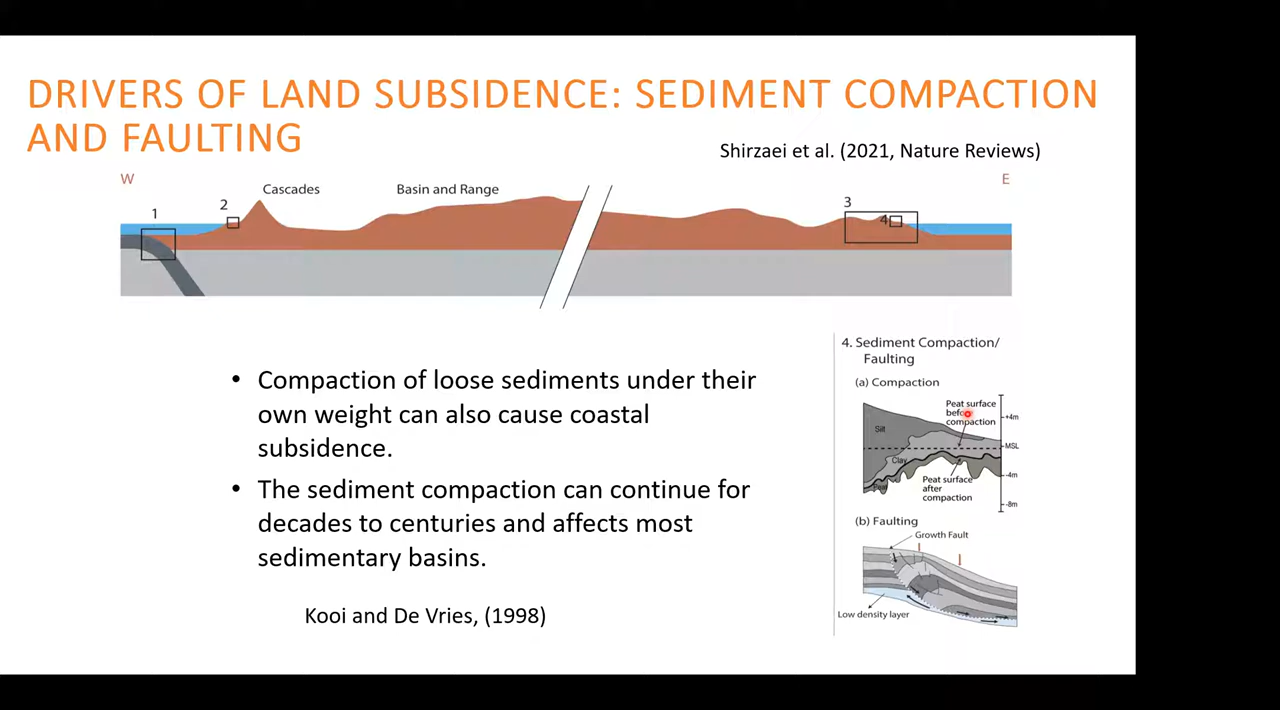 DRIVERS OF LAND SUBSIDENCE: SEDIMENT COMPACTION
AND FAULTING
Shirzaei et al. (2021, Nature Reviews)
W
E
Cascades
Basin and Range
1
2
3
4
• Compaction of loose sediments under their
own weight can also cause coastal
subsidence.
• The sediment compaction can continue for
decades to centuries and affects most
sedimentary basins.
Kooi and De Vries, (1998)
4. Sediment Compaction/
Faulting
(a) Compaction
Peat surface
before
compaction
+4m
Silt
MSL
Clay
-4m
Peat
Peat surface
after
compaction
-8m
(b) Faulting
Growth Fault
Low density layer